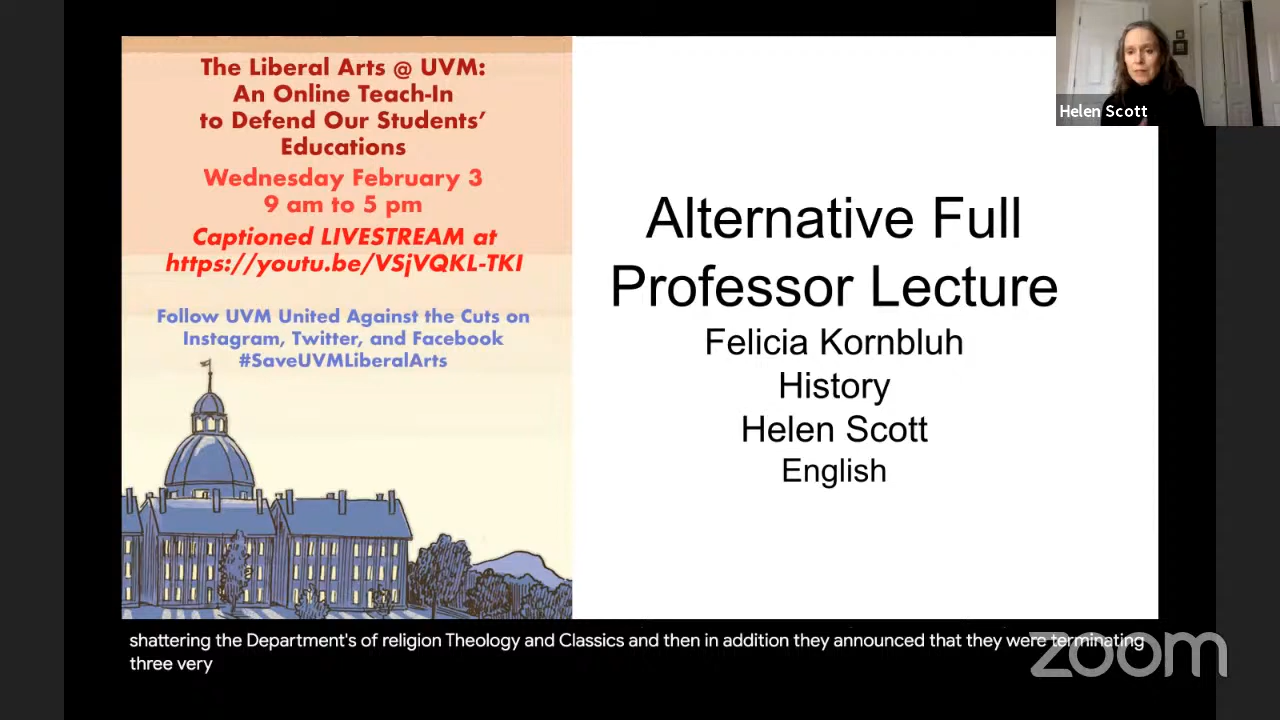 The Liberal Arts @ UVM:
An Online Teach-In
to Defend Our Students'
Educations
Wednesday February 3
9 am to 5 pm
Captioned LIVESTREAM at
https://youtu.be/VSjVQKL-TKI
Follow UVM United Against the Cuts on
Instagram, Twitter, and Facebook
#SaveUVMLiberalArts
Alternative Full
Professor Lecture
Felicia Kornbluh
History
Helen Scott
English
Helen Scott
shattering the Department's of religion Theology and Classics and then in addition they announced that they were terminating
three very
zoom